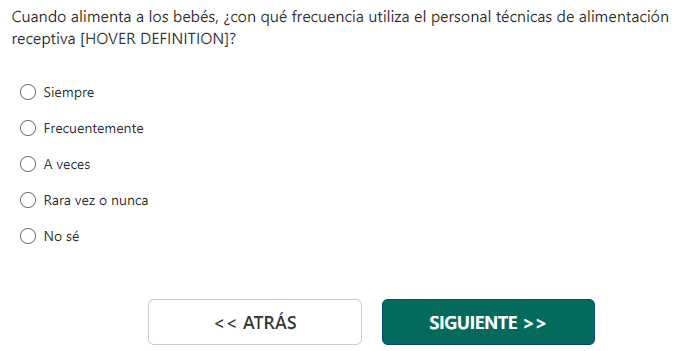 Cuando alimenta a los bebés, ¿con qué frecuencia utiliza el personal técnicas de alimentación
receptiva [HOVER DEFINITION]?
Siempre
Frecuentemente
A veces
Rara vez o nunca
No sé
<< ATRÁS
SIGUIENTE >>